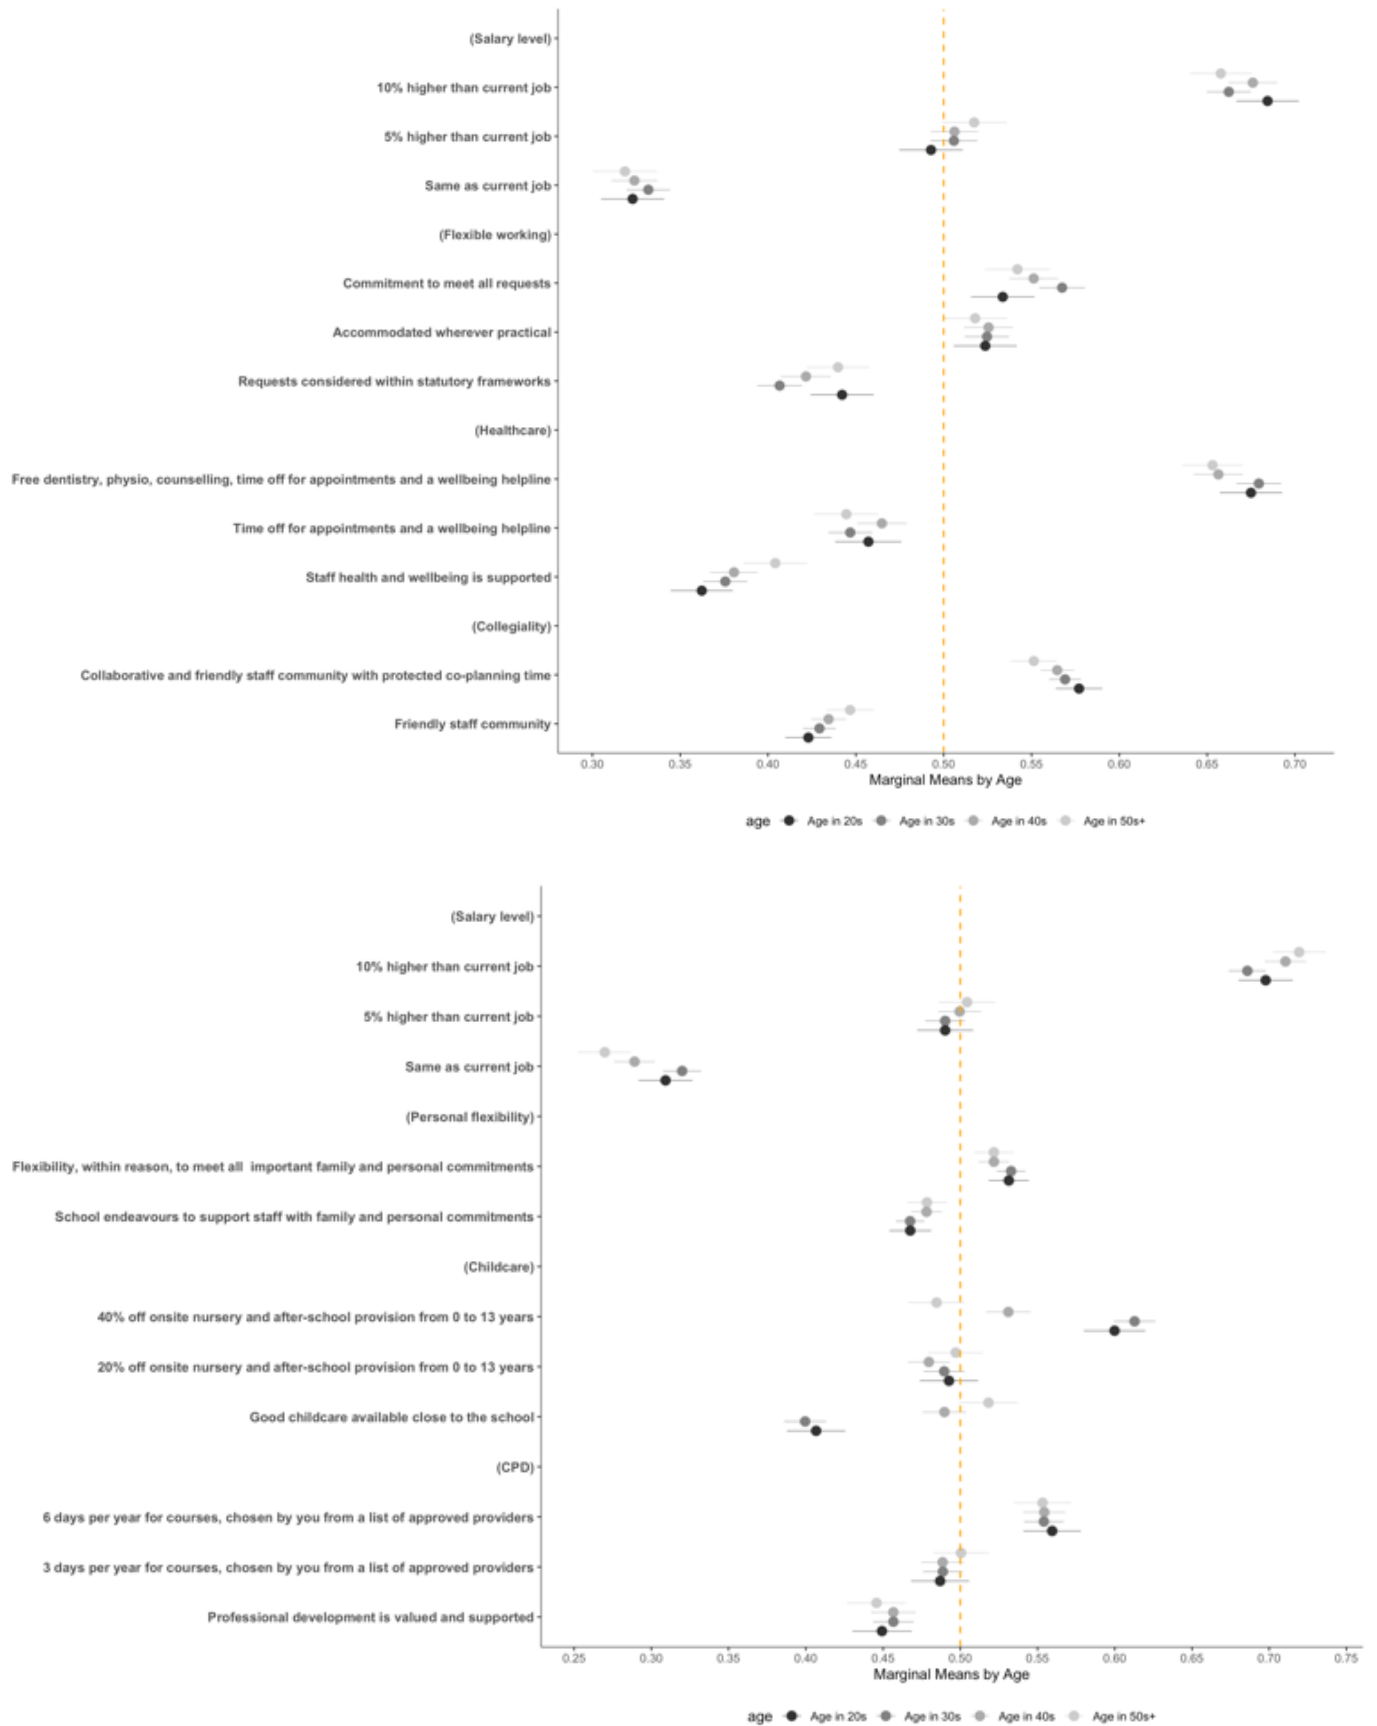 (Salary level)
10% higher than current job
5% higher than current job
Same as current job
(Flexible working)
Commitment to meet all requests
Accommodated wherever practical
Requests considered within statutory frameworks
(Healthcare)
Free dentistry, physio, counselling, time off for appointments and a wellbeing helpline
Time off for appointments and a wellbeing helpline
Staff health and wellbeing is supported
(Collegiality)
Collaborative and friendly staff community with protected co-planning time
Friendly staff community
0.30 0.35 0.40 0.45 0.50 0.55 0.60 0.65 0.70
Marginal Means by Age
age Age in 20s Age in 30s Age in 40s Age in 50s+
(Salary level)
10% higher than current job
5% higher than current job
Same as current job
(Personal flexibility)
Flexibility, within reason, to meet all important family and personal commitments
School endeavours to support staff with family and personal commitments
(Childcare)
40% off onsite nursery and after-school provision from 0 to 13 years
20% off onsite nursery and after-school provision from 0 to 13 years
Good childcare available close to the school
(CPD)
6 days per year for courses, chosen by you from a list of approved providers
3 days per year for courses, chosen by you from a list of approved providers
Professional development is valued and supported
0.25 0.30 0.35 0.40 0.45 0.50 0.55 0.60 0.65 0.70 0.75
Marginal Means by Age
age Age in 20s Age in 30s Age in 40s Age in 50s+